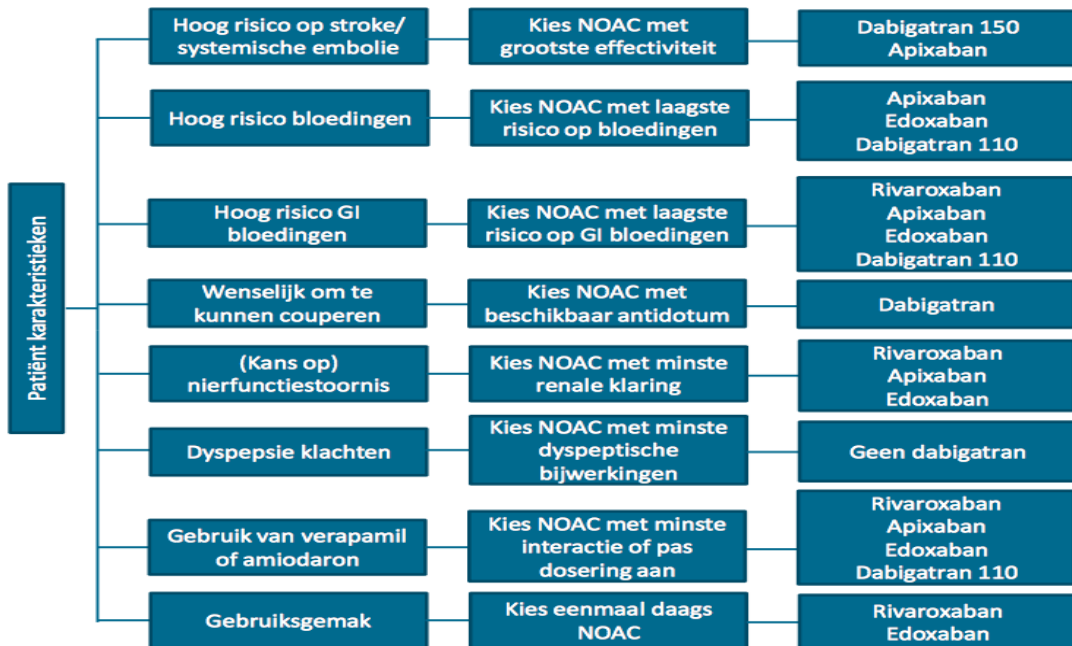 Patiënt karakteristieken
Hoog risico op stroke/
systemische embolie
Kies NOAC met
grootste effectiviteit
Dabigatran 150
Apixaban
Hoog risico bloedingen
Kies NOAC met laagste
risico op bloedingen
Apixaban
Edoxaban
Dabigatran 110
Hoog risico GI
bloedingen
Kies NOAC met laagste
risico op GI bloedingen
Rivaroxaban
Apixaban
Edoxaban
Dabigatran 110
Wenselijk om te
kunnen couperen
Kies NOAC met
beschikbaar antidotum
Dabigatran
(Kans op)
nierfunctiestoornis
Kies NOAC met minste
renale klaring
Rivaroxaban
Apixaban
Edoxaban
Dyspepsie klachten
Kies NOAC met minste
dyspeptische
bijwerkingen
Geen dabigatran
Gebruik van verapamil
of amiodaron
Kies NOAC met minste
interactie of pas
dosering aan
Rivaroxaban
Apixaban
Edoxaban
Dabigatran 110
Gebruiksgemak
Kies eenmaal daags
NOAC
Rivaroxaban
Edoxaban